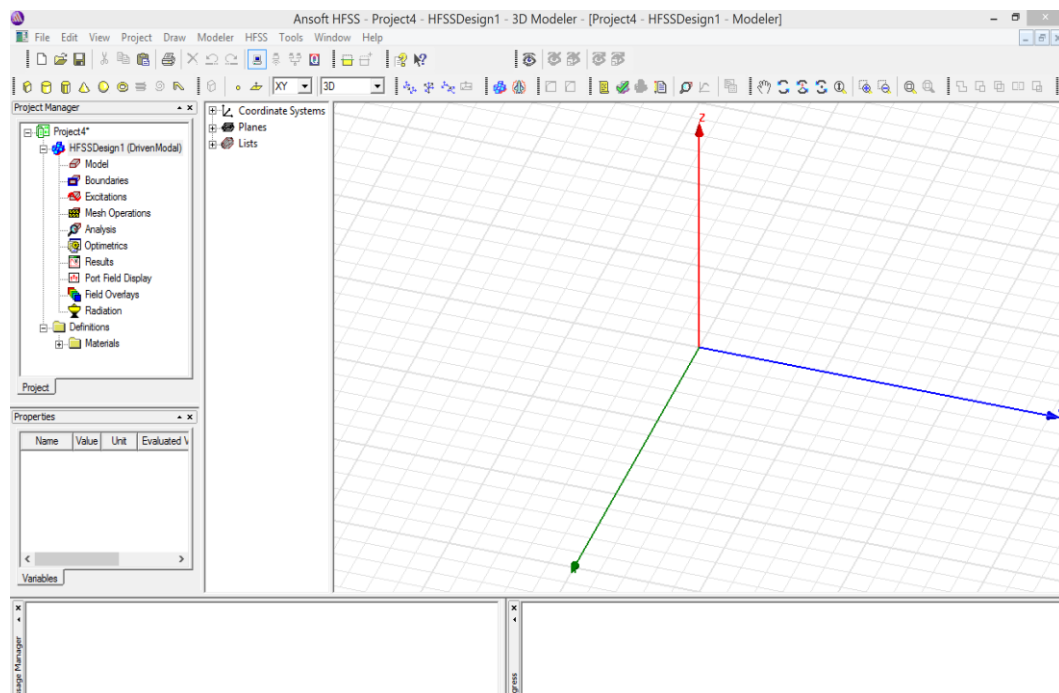 Ansoft HFSS - Project4 - HFSSDesign1 - 3D Modeler - [Project4 - HFSSDesign1 - Modeler]
File Edit View Project Draw Modeler HFSS Tools Window Help
XY 3D
Project Manager
Project4*
HFSSDesign1 (DrivenModal)
Model
Boundaries
Excitations
Mesh Operations
Analysis
Optimetrics
Results
Port Field Display
Field Overlays
Radiation
Definitions
Materials
Project
Coordinate Systems
Planes
Lists
Z
Properties
Name Value Unit Evaluated V
Variables
sage Manager
gress